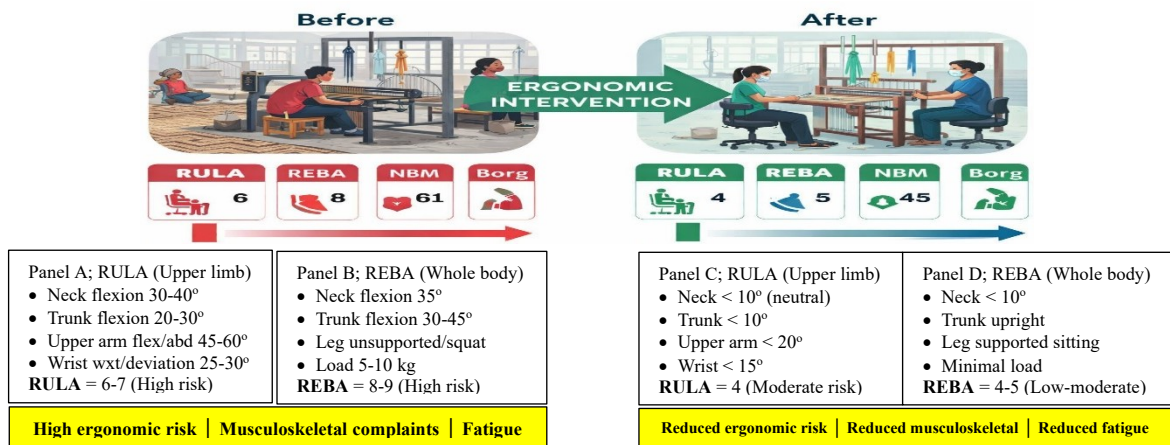 Before
After
ERGONOMIC
INTERVENTION
RULA
6
REBA
8
NBM
61
Borg
RULA
4
REBA
5
NBM
45
Borg
Panel A; RULA (Upper limb)
• Neck flexion 30-40º
• Trunk flexion 20-30º
• Upper arm flex/abd 45-60º
• Wrist wxt/deviation 25-30º
RULA = 6-7 (High risk)
Panel B; REBA (Whole body)
• Neck flexion 35º
• Trunk flexion 30-45º
• Leg unsupported/squat
• Load 5-10 kg
REBA = 8-9 (High risk)
Panel C; RULA (Upper limb)
• Neck < 10º (neutral)
• Trunk < 10º
• Upper arm < 20º
• Wrist < 15º
RULA = 4 (Moderate risk)
Panel D; REBA (Whole body)
• Neck < 10º
• Trunk upright
• Leg supported sitting
• Minimal load
REBA = 4-5 (Low-moderate)
High ergonomic risk | Musculoskeletal complaints | Fatigue
Reduced ergonomic risk | Reduced musculoskeletal | Reduced fatigue